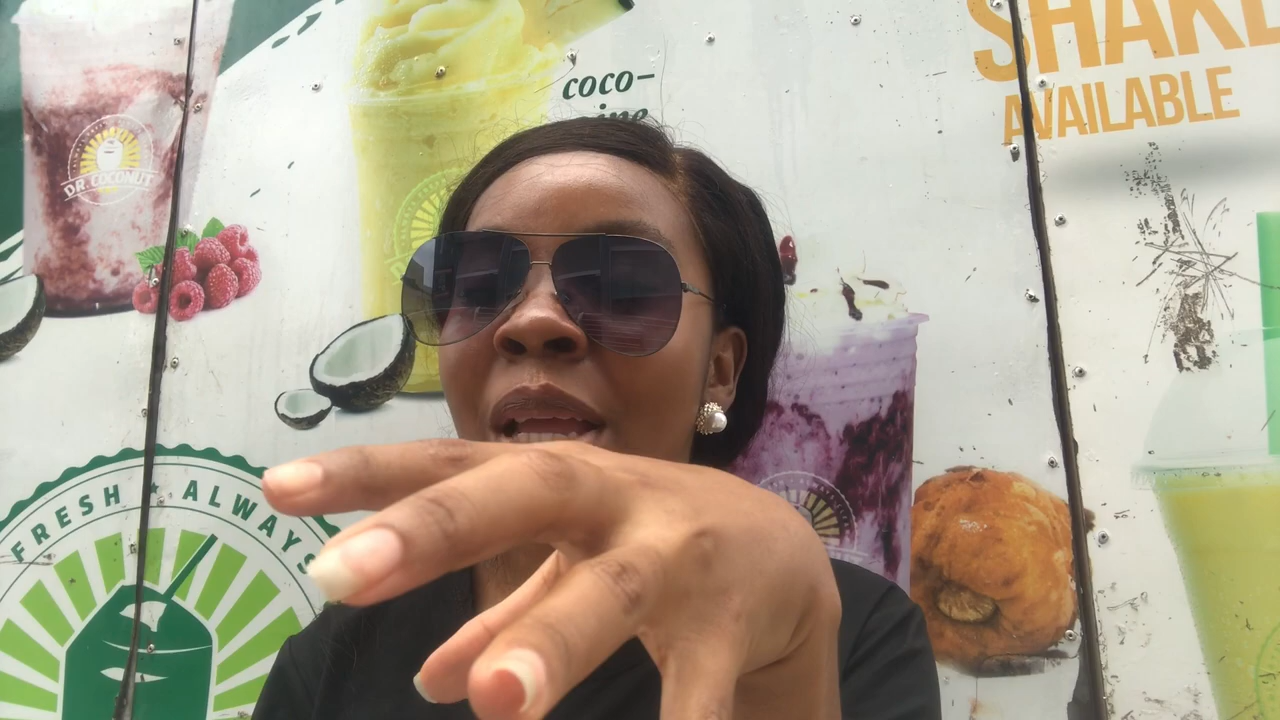 DR. COCONUT
coco-
SHAKE
AVAILABLE
FRESH ★ ALWAYS